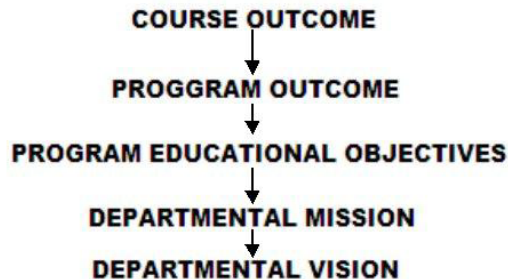 COURSE OUTCOME
PROGGRAM OUTCOME
PROGRAM EDUCATIONAL OBJECTIVES
DEPARTMENTAL MISSION
DEPARTMENTAL VISION